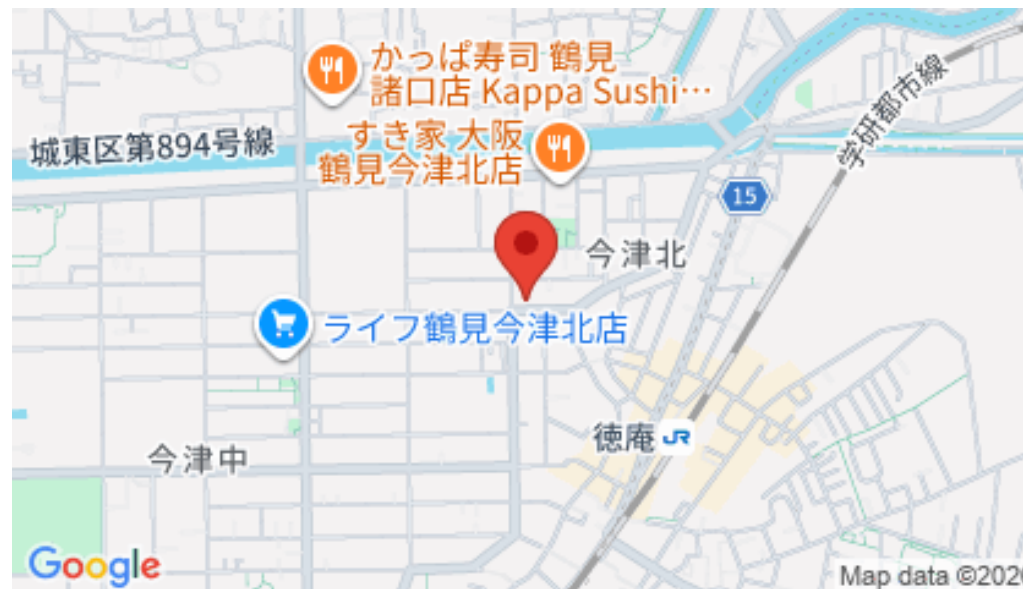 かっぱ寿司 鶴見
諸口店 Kappa Sushi…
城東区第894号線
すき家 大阪
鶴見今津北店
学研都市線
15
今津北
ライフ鶴見今津北店
徳庵 JR
今津中
Google
Map data ©202